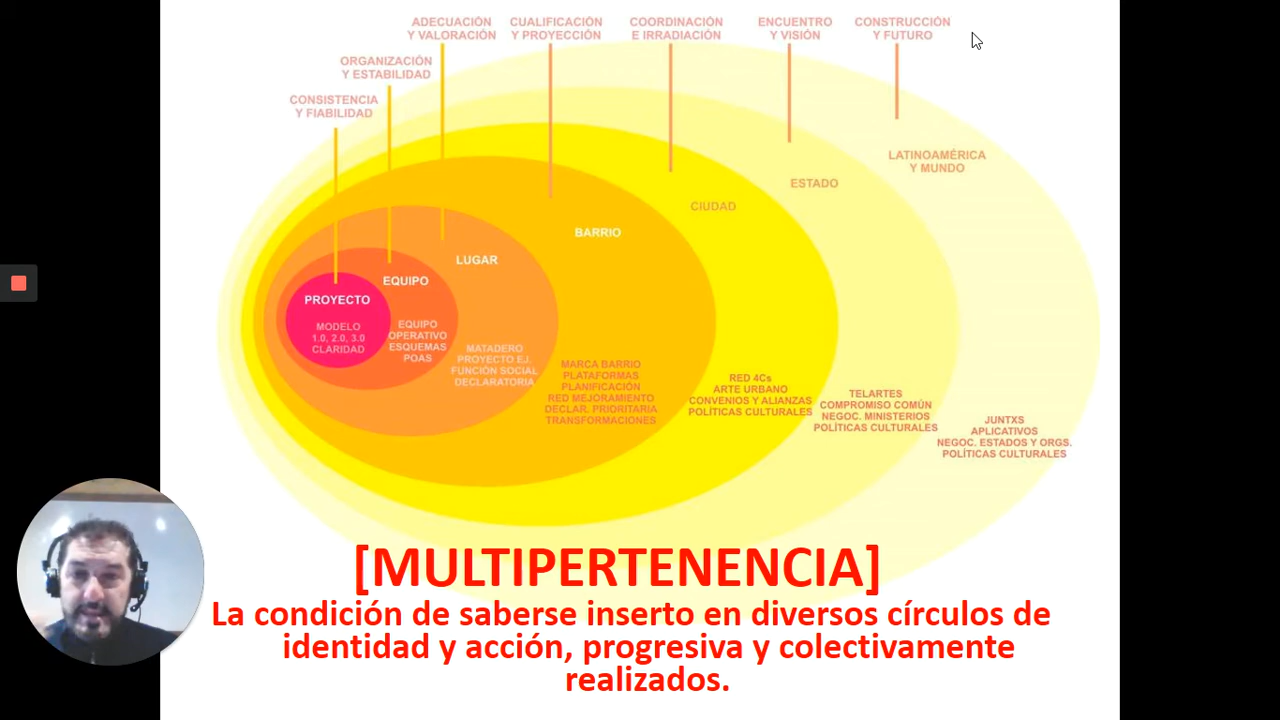 ADECUACIÓN
Y VALORACIÓN
CUALIFICACIÓN
Y PROYECCIÓN
COORDINACIÓN
E IRRADIACIÓN
ENCUENTRO
Y VISIÓN
CONSTRUCCIÓN
Y FUTURO
ORGANIZACIÓN
Y ESTABILIDAD
CONSISTENCIA
Y FIABILIDAD
LATINOAMÉRICA
Y MUNDO
ESTADO
CIUDAD
BARRIO
LUGAR
EQUIPO
PROYECTO
MODELO
1.0, 2.0, 3.0
CLARIDAD
EQUIPO
OPERATIVO
ESQUEMAS
POAS
MATADERO
PROYECTO EJ.
FUNCIÓN SOCIAL
DECLARATORIA
MARCA BARRIO
PLATAFORMAS
PLANIFICACIÓN
RED MEJORAMIENTO
DECLAR. PRIORITARIA
TRANSFORMACIONES
RED 4Cs
ARTE URBANO
CONVENIOS Y ALIANZAS
POLÍTICAS CULTURALES
TELARTES
COMPROMISO COMÚN
NEGOC. MINISTERIOS
POLÍTICAS CULTURALES
JUNTXS
APLICATIVOS
NEGOC. ESTADOS Y ORGS.
POLÍTICAS CULTURALES
[MULTIPERTENENCIA]
La condición de saberse inserto en diversos círculos de
identidad y acción, progresiva y colectivamente
realizados.